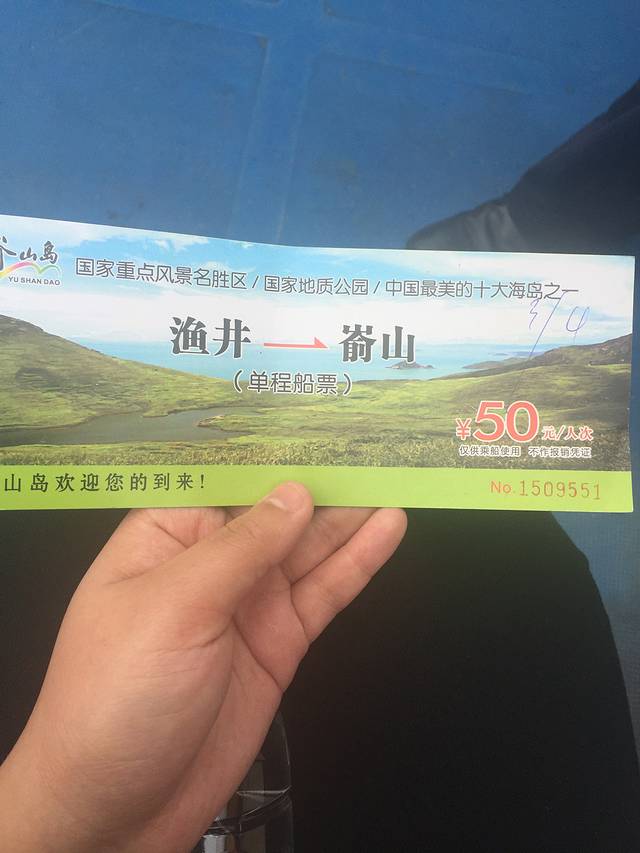 山岛
YU SHAN DAO
国家重点风景名胜区/国家地质公园/中国最美的十大海岛之一
渔井 → 嵛山
(单程船票)
¥50元/人次
仅供乘船使用 不作报销凭证
山岛欢迎您的到来!
No.1509551